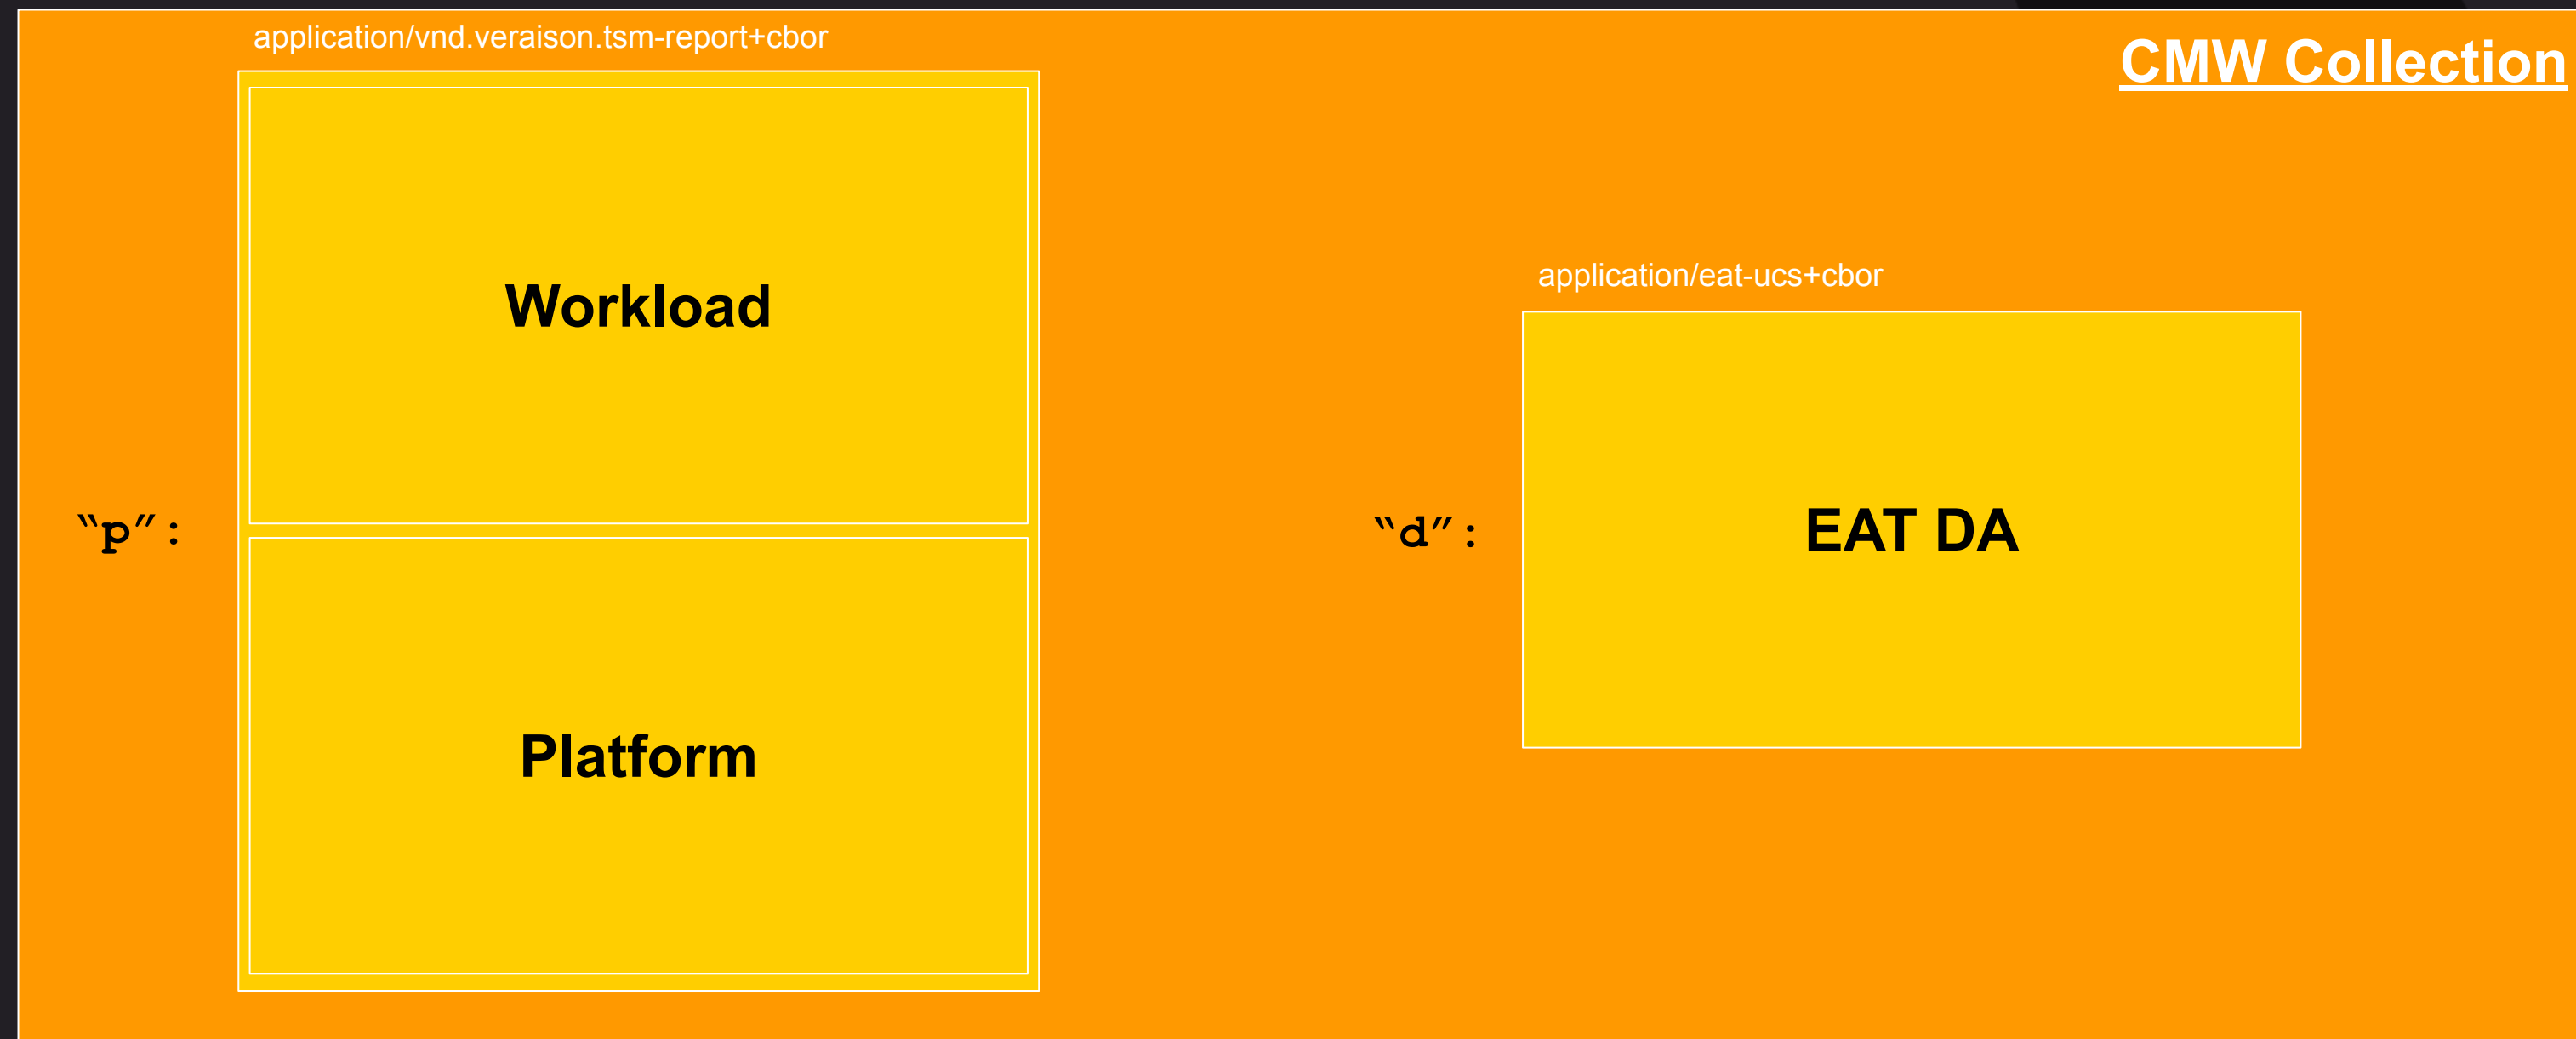 application/vnd.veraison.tsm-report+cbor
CMW Collection
Workload
application/eat-ucs+cbor
“p”:
“d”:
EAT DA
Platform